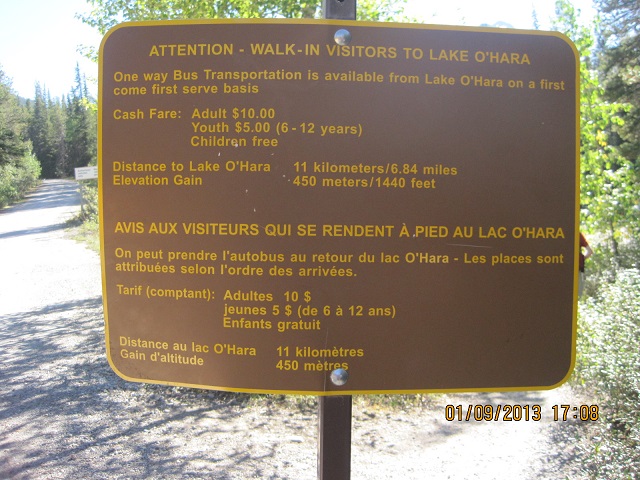 ATTENTION - WALK-IN VISITORS TO LAKE O'HARA
One way Bus Transportation is available from Lake O'Hara on a first
come first serve basis
Cash Fare: Adult $10.00
Youth $5.00 (6 - 12 years)
Children free
Distance to Lake O'Hara 11 kilometers/6.84 miles
Elevation Gain 450 meters/1440 feet
AVIS AUX VISITEURS QUI SE RENDENT À PIED AU LAC O'HARA
On peut prendre l'autobus au retour du lac O'Hara - Les places sont
attribuées selon l'ordre des arrivées.
Tarif (comptant): Adultes 10 $
jeunes 5 $ (de 6 à 12 ans)
Enfants gratuit
Distance au lac O'Hara 11 kilomètres
Gain d'altitude 450 mètres
01/09/2013 17:08